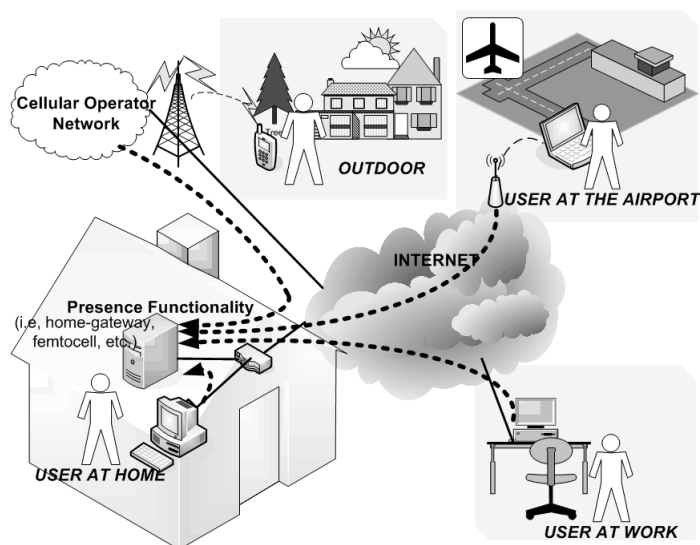 Cellular Operator
Network
Tree
OUTDOOR
USER AT THE AIRPORT
INTERNET
Presence Functionality
(i.e, home-gateway,
femtocell, etc.)
USER AT HOME
USER AT WORK